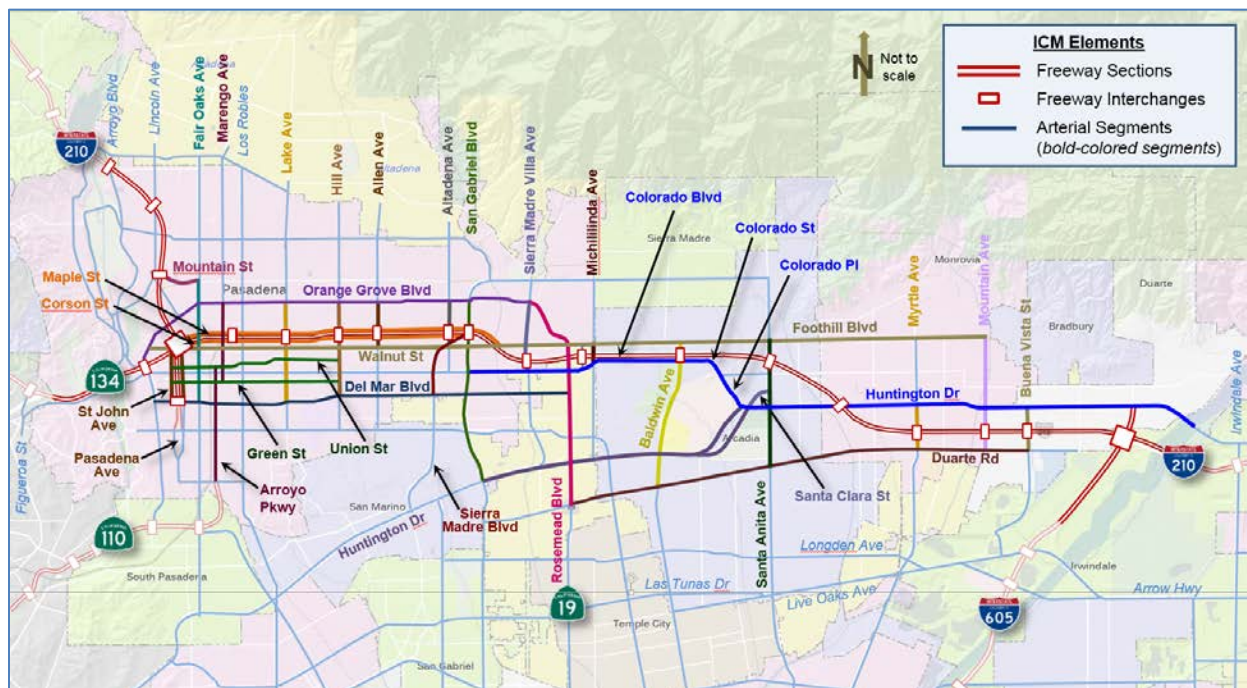 ICM Elements
Freeway Sections
Freeway Interchanges
Arterial Segments
(bold-colored segments)
N
Not to
scale
210
Arroyo Blvd
Lincoln Ave
Fair Oaks Ave
Marengo Ave
Los Robles
Lake Ave
Hill Ave
Allen Ave
Altadena Ave
San Gabriel Blvd
Sierra Madre Villa Ave
Michillilinda Ave
Altadena
Colorado Blvd
Colorado St
Colorado Pl
Sierra Madre
Monrovia
Duarte
Bradbury
Myrtle Ave
Mountain Ave
Buena Vista St
Irwindale Ave
Mountain St
Maple St
Corson St
Pasadena
Orange Grove Blvd
Foothill Blvd
Walnut St
CALIFORNIA
134
Del Mar Blvd
Huntington Dr
Baldwin Ave
Arcadia
St John
Ave
Pasadena
Ave
Green St
Union St
Arroyo
Pkwy
Figueroa St
Duarte Rd
210
Santa Clara St
Sierra
Madre Blvd
Rosemead Blvd
Santa Anita Ave
San Marino
Huntington Dr
CALIFORNIA
110
South Pasadena
Longden Ave
Las Tunas Dr
Live Oaks Ave
Irwindale
Arrow Hwy
CALIFORNIA
19
Temple City
605
San Gabriel